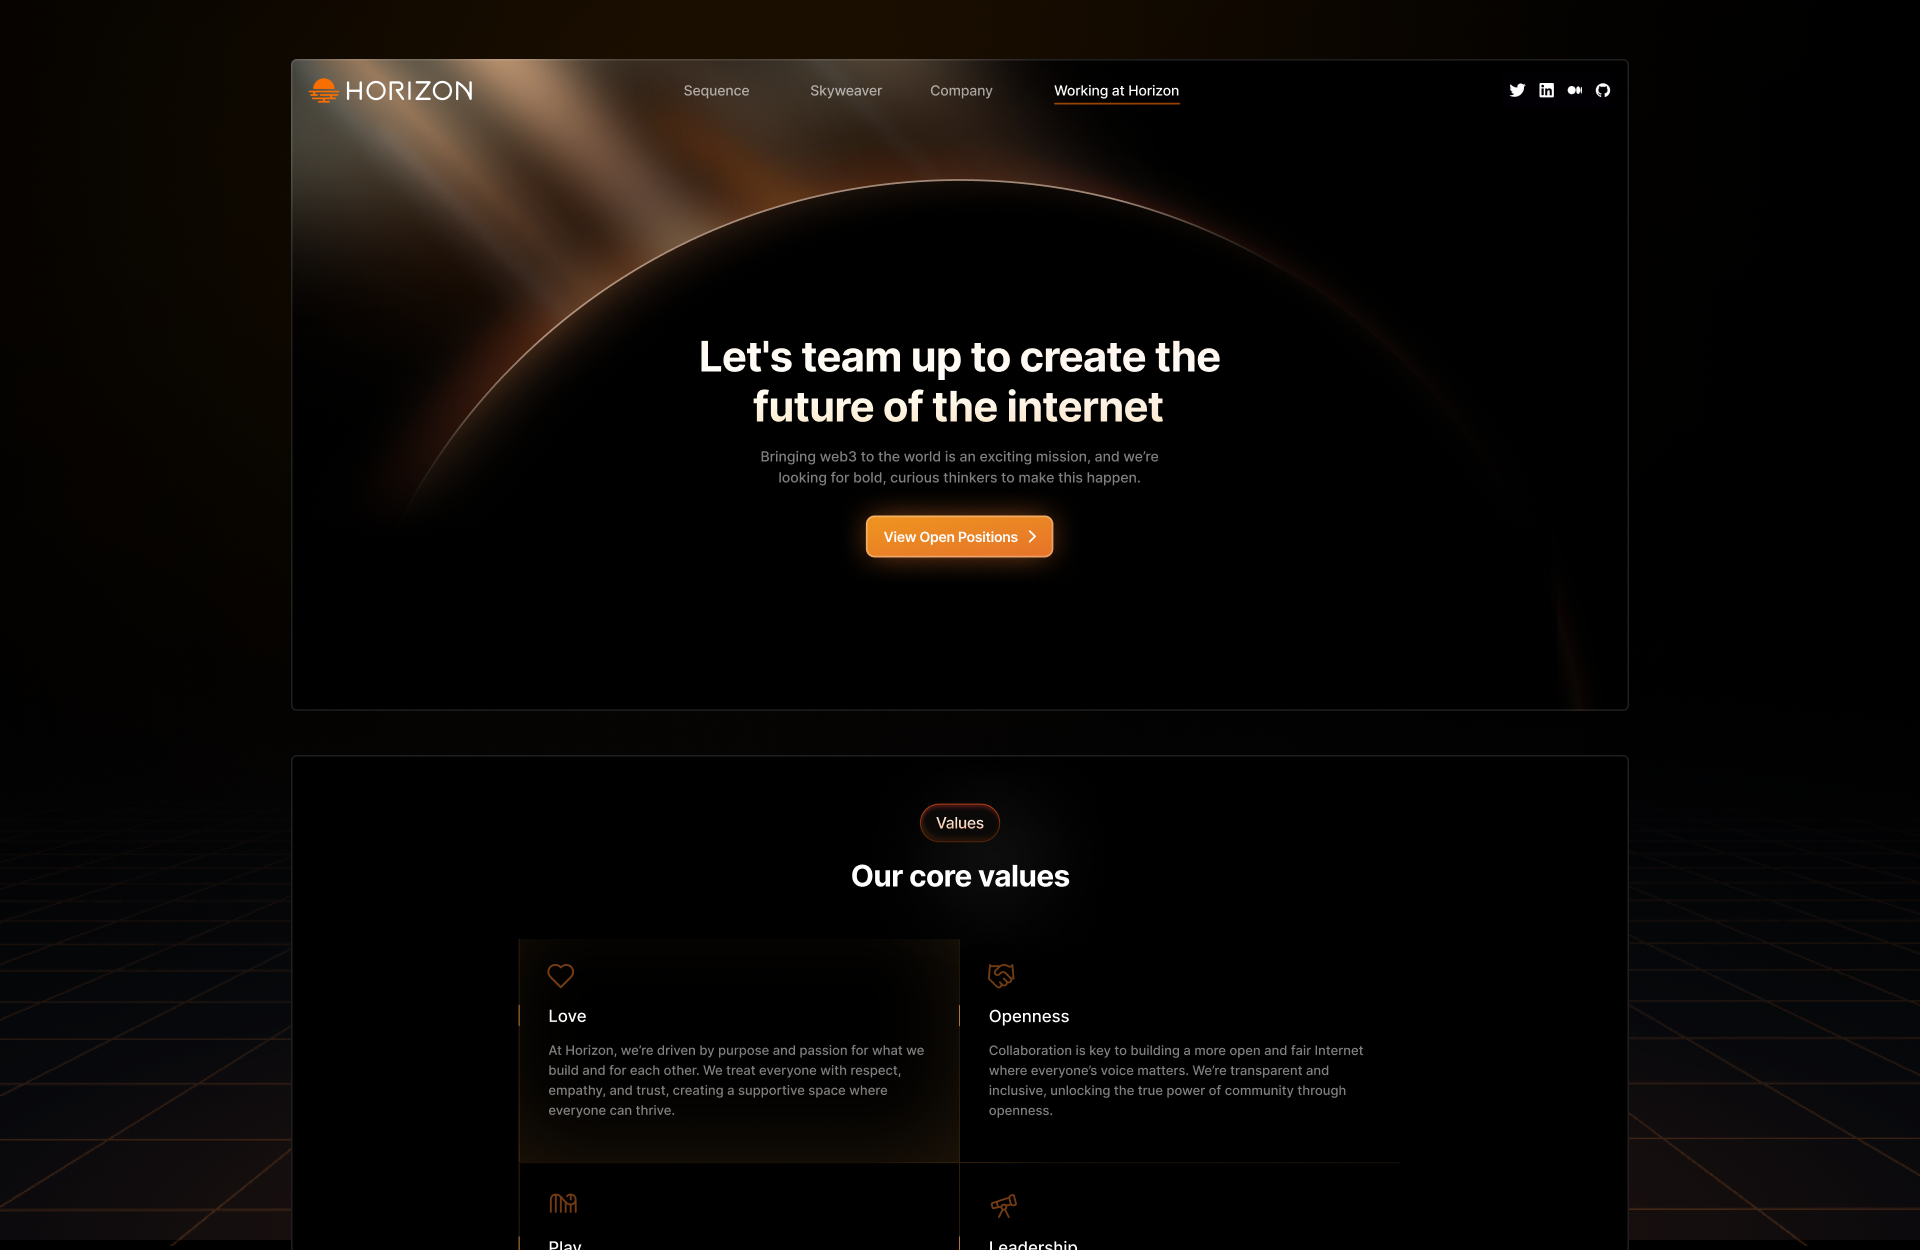 HORIZON
Sequence
Skyweaver
Company
Working at Horizon
Let's team up to create the
future of the internet
Bringing web3 to the world is an exciting mission, and we’re
looking for bold, curious thinkers to make this happen.
View Open Positions
Values
Our core values
Love
At Horizon, we’re driven by purpose and passion for what we
build and for each other. We treat everyone with respect,
empathy, and trust, creating a supportive space where
everyone can thrive.
Openness
Collaboration is key to building a more open and fair Internet
where everyone’s voice matters. We’re transparent and
inclusive, unlocking the true power of community through
openness.
Play
Leadership